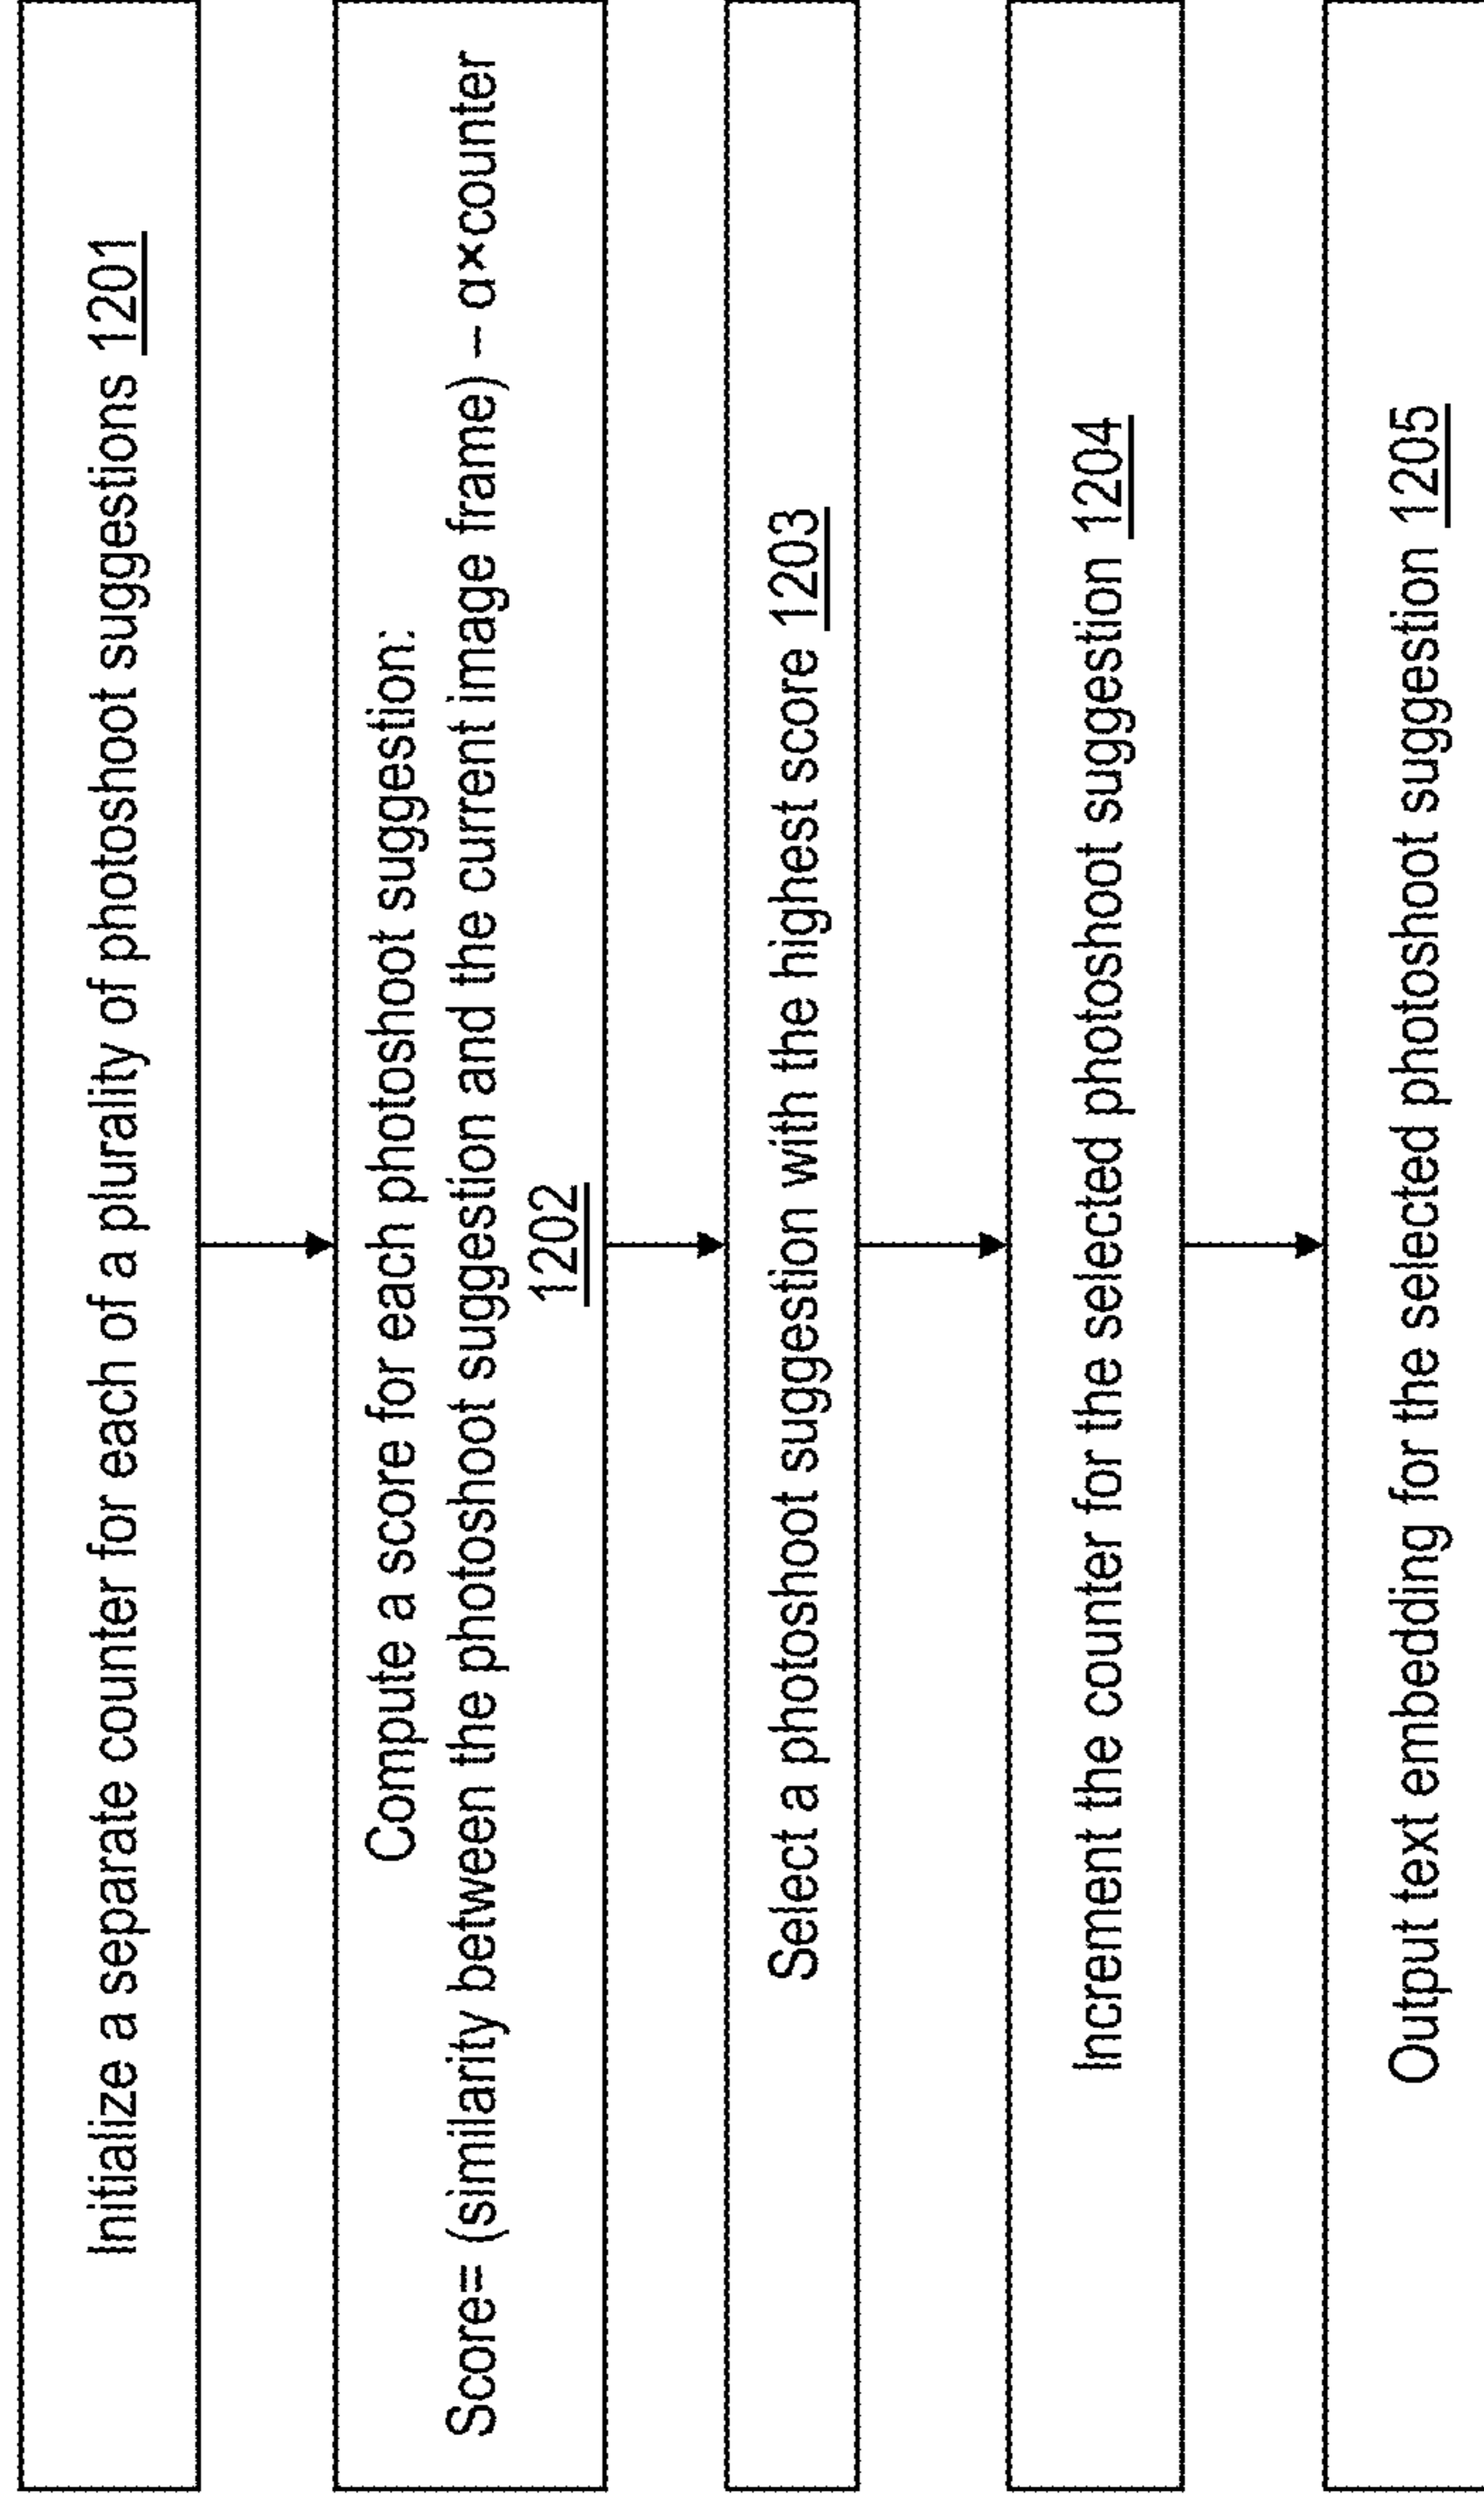 Initialize a separate counter for each of a plurality of photoshoot suggestions 1201
Compute a score for each photoshoot suggestion:
Score= (similarity between the photoshoot suggestion and the current image frame) – α×counter
1202
Select a photoshoot suggestion with the highest score 1203
Increment the counter for the selected photoshoot suggestion 1204
Output text embedding for the selected photoshoot suggestion 1205